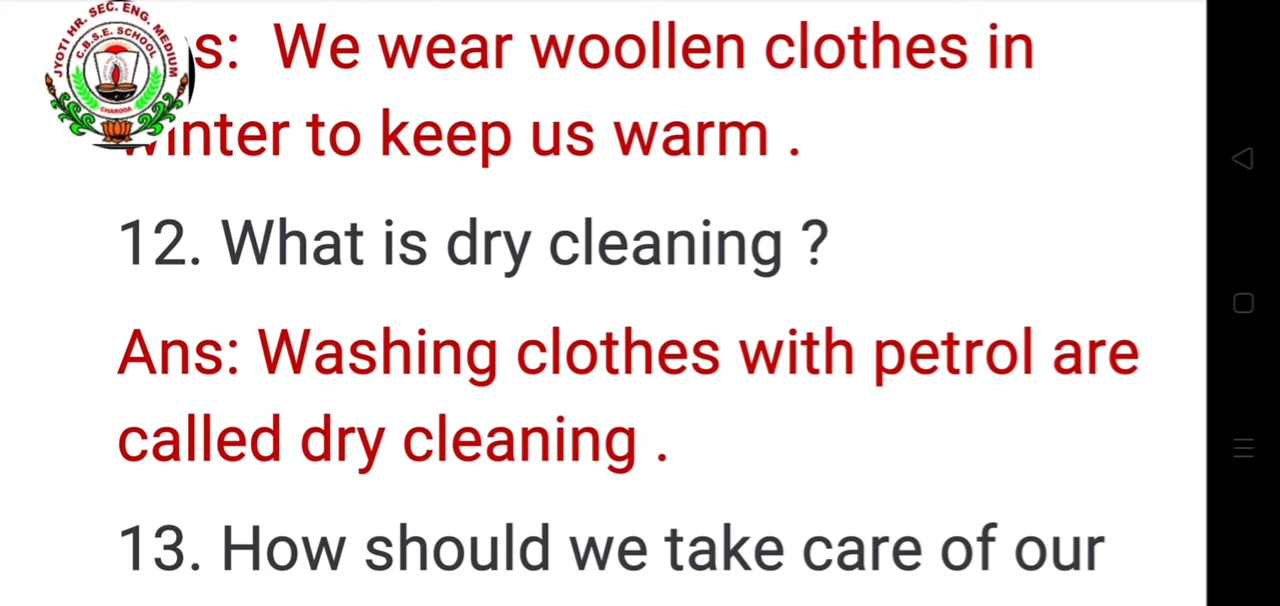 JYOTI HR. SEC. ENG. MEDIUM
C.B.S.E. SCHOOL
CHARODA
s: We wear woollen clothes in
winter to keep us warm .
12. What is dry cleaning ?
Ans: Washing clothes with petrol are
called dry cleaning .
13. How should we take care of our